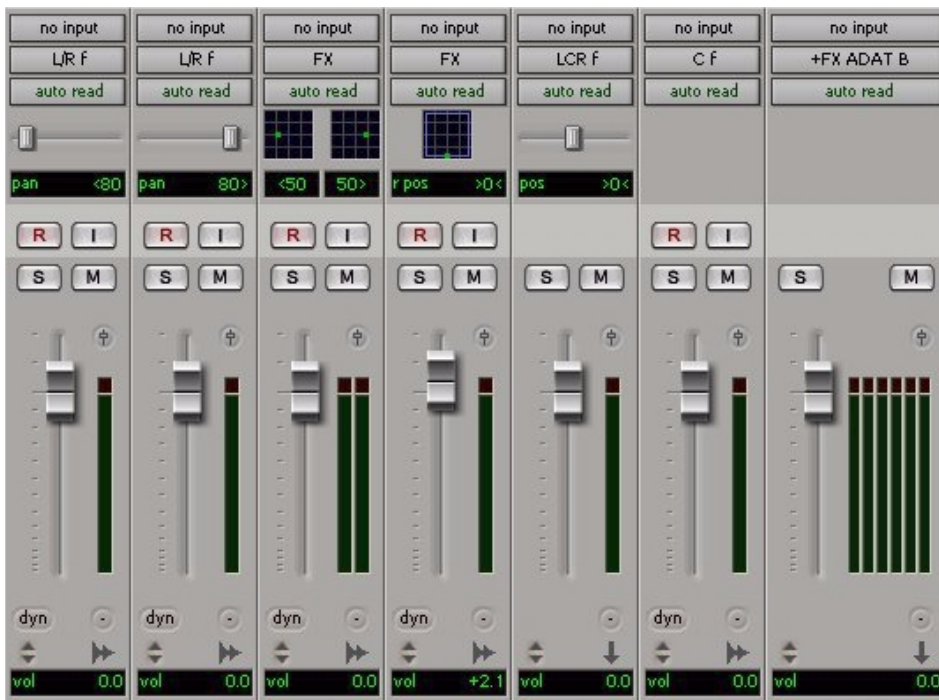 no input no input no input no input no input no input no input
L/R f L/R f FX FX LCR f C f +FX ADAT B
auto read auto read auto read auto read auto read auto read auto read
pan <80 pan 80> <50 50> r pos >0< pos >0<
R I R I R I R I R I
S M S M S M S M S M S M S M
dyn - dyn - dyn - dyn - - dyn - -
vol 0.0 vol 0.0 vol 0.0 vol +2.1 vol 0.0 vol 0.0 vol 0.0